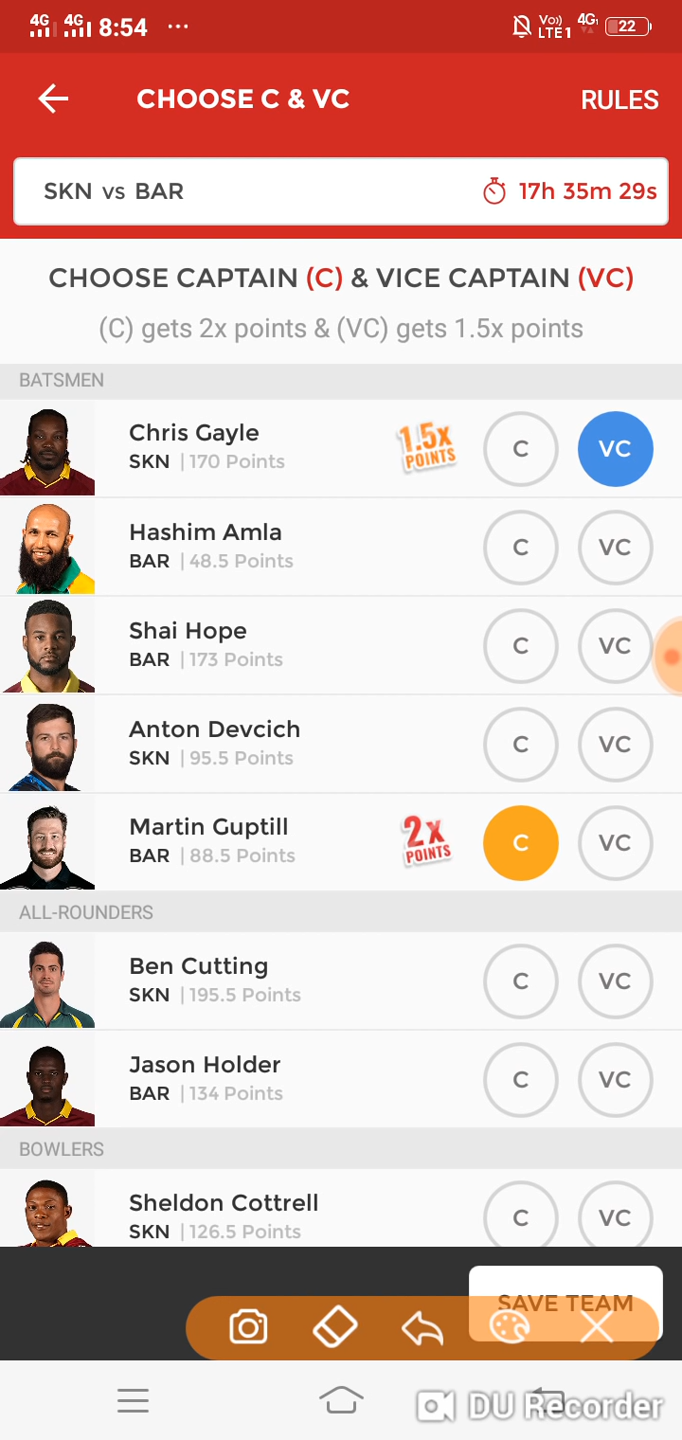 4G 4G 8:54 ... Vo)) LTE1 4G 22
CHOOSE C & VC RULES
SKN vs BAR 17h 35m 29s
CHOOSE CAPTAIN (C) & VICE CAPTAIN (VC)
(C) gets 2x points & (VC) gets 1.5x points
BATSMEN
Chris Gayle
SKN | 170 Points
1.5x
POINTS
C VC
Hashim Amla
BAR | 48.5 Points
C VC
Shai Hope
BAR | 173 Points
C VC
Anton Devcich
SKN | 95.5 Points
C VC
Martin Guptill
BAR | 88.5 Points
2x
POINTS
C VC
ALL-ROUNDERS
Ben Cutting
SKN | 195.5 Points
C VC
Jason Holder
BAR | 134 Points
C VC
BOWLERS
Sheldon Cottrell
SKN | 126.5 Points
C VC
SAVE TEAM
DU Recorder